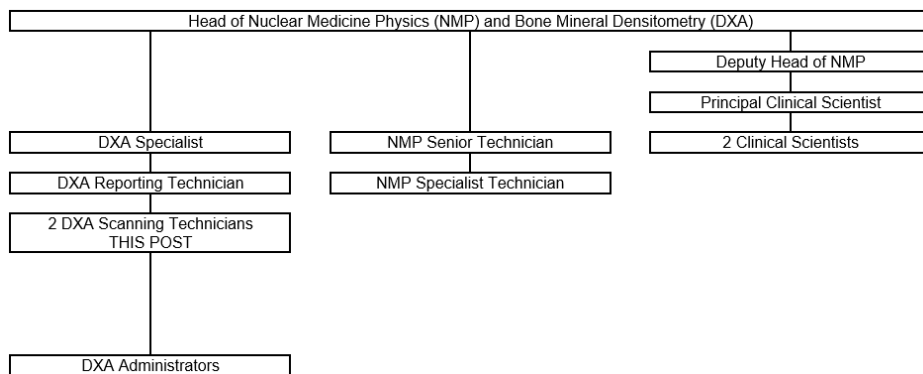 Head of Nuclear Medicine Physics (NMP) and Bone Mineral Densitometry (DXA)
Deputy Head of NMP
Principal Clinical Scientist
DXA Specialist
NMP Senior Technician
2 Clinical Scientists
DXA Reporting Technician
NMP Specialist Technician
2 DXA Scanning Technicians
THIS POST
DXA Administrators